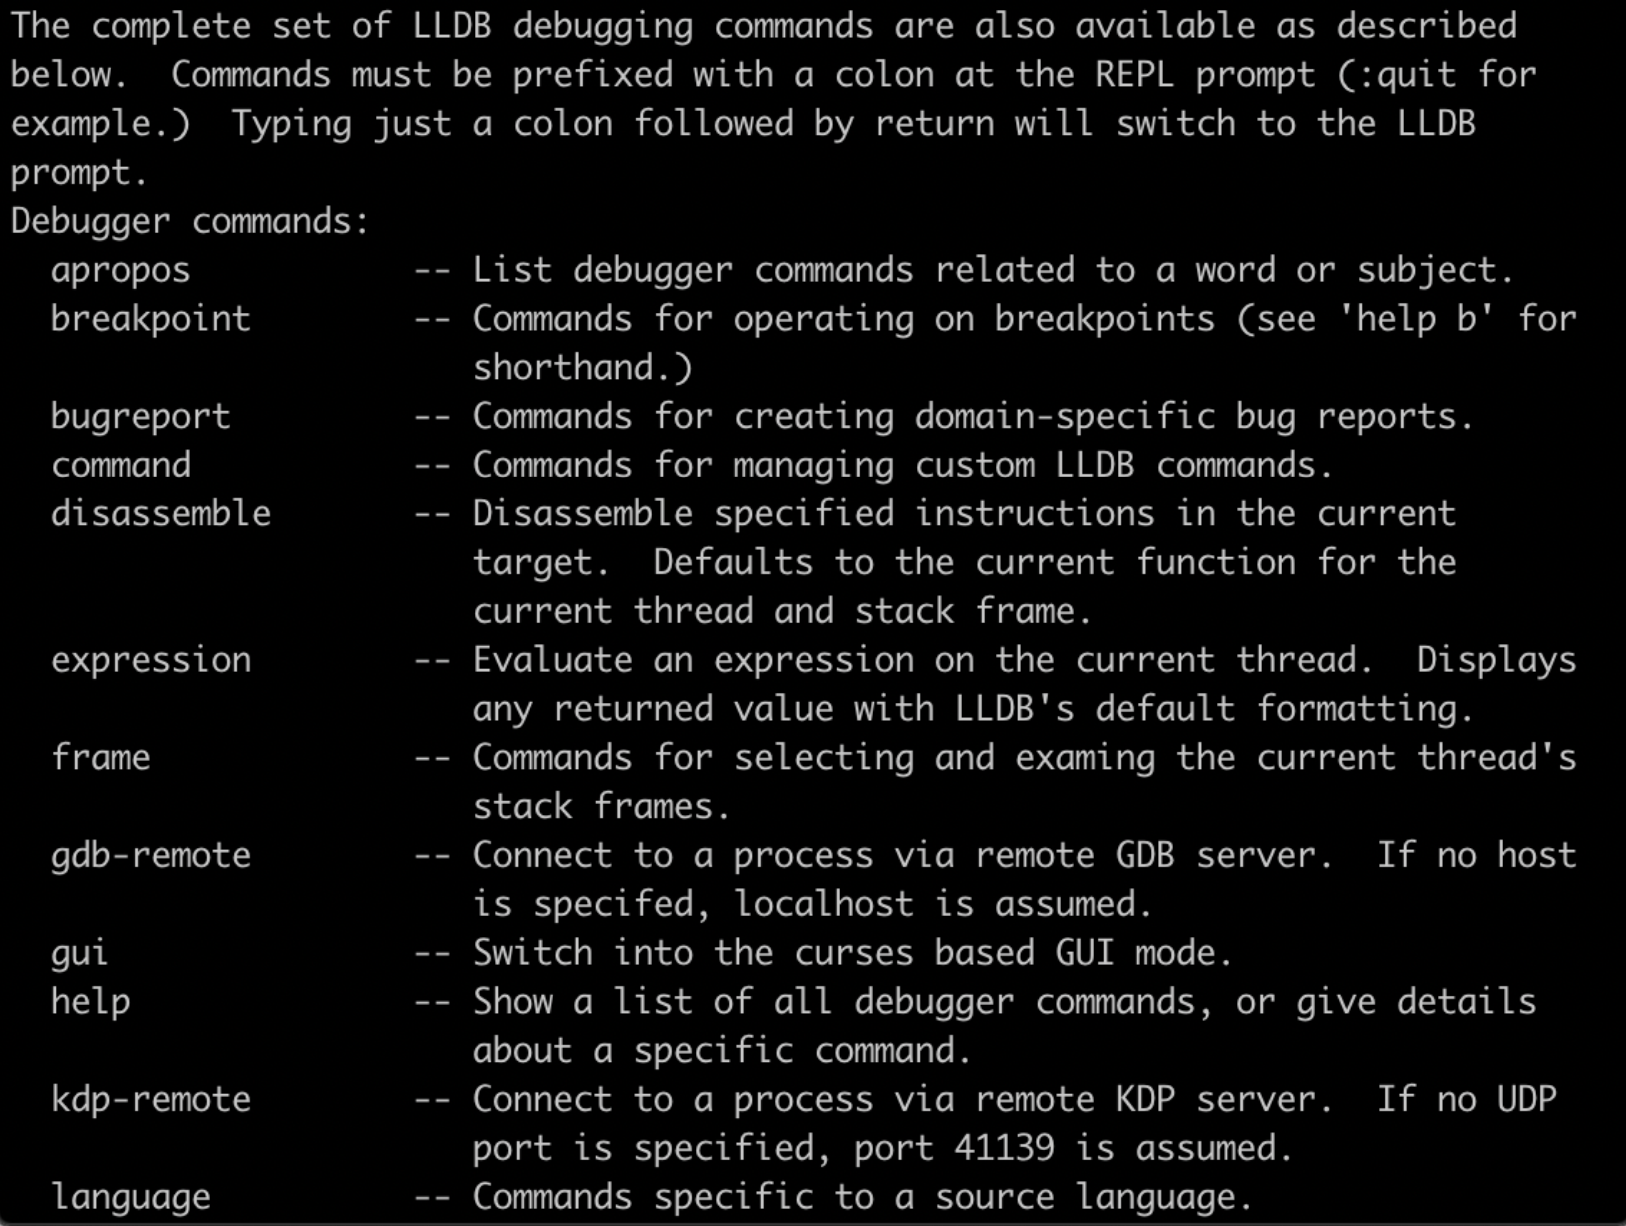 The complete set of LLDB debugging commands are also available as described
below.  Commands must be prefixed with a colon at the REPL prompt (:quit for
example.)  Typing just a colon followed by return will switch to the LLDB
prompt.
Debugger commands:
  apropos           -- List debugger commands related to a word or subject.
  breakpoint        -- Commands for operating on breakpoints (see 'help b' for
                       shorthand.)
  bugreport         -- Commands for creating domain-specific bug reports.
  command           -- Commands for managing custom LLDB commands.
  disassemble       -- Disassemble specified instructions in the current
                       target.  Defaults to the current function for the
                       current thread and stack frame.
  expression        -- Evaluate an expression on the current thread.  Displays
                       any returned value with LLDB's default formatting.
  frame             -- Commands for selecting and examing the current thread's
                       stack frames.
  gdb-remote        -- Connect to a process via remote GDB server.  If no host
                       is specifed, localhost is assumed.
  gui               -- Switch into the curses based GUI mode.
  help              -- Show a list of all debugger commands, or give details
                       about a specific command.
  kdp-remote        -- Connect to a process via remote KDP server.  If no UDP
                       port is specified, port 41139 is assumed.
  language          -- Commands specific to a source language.